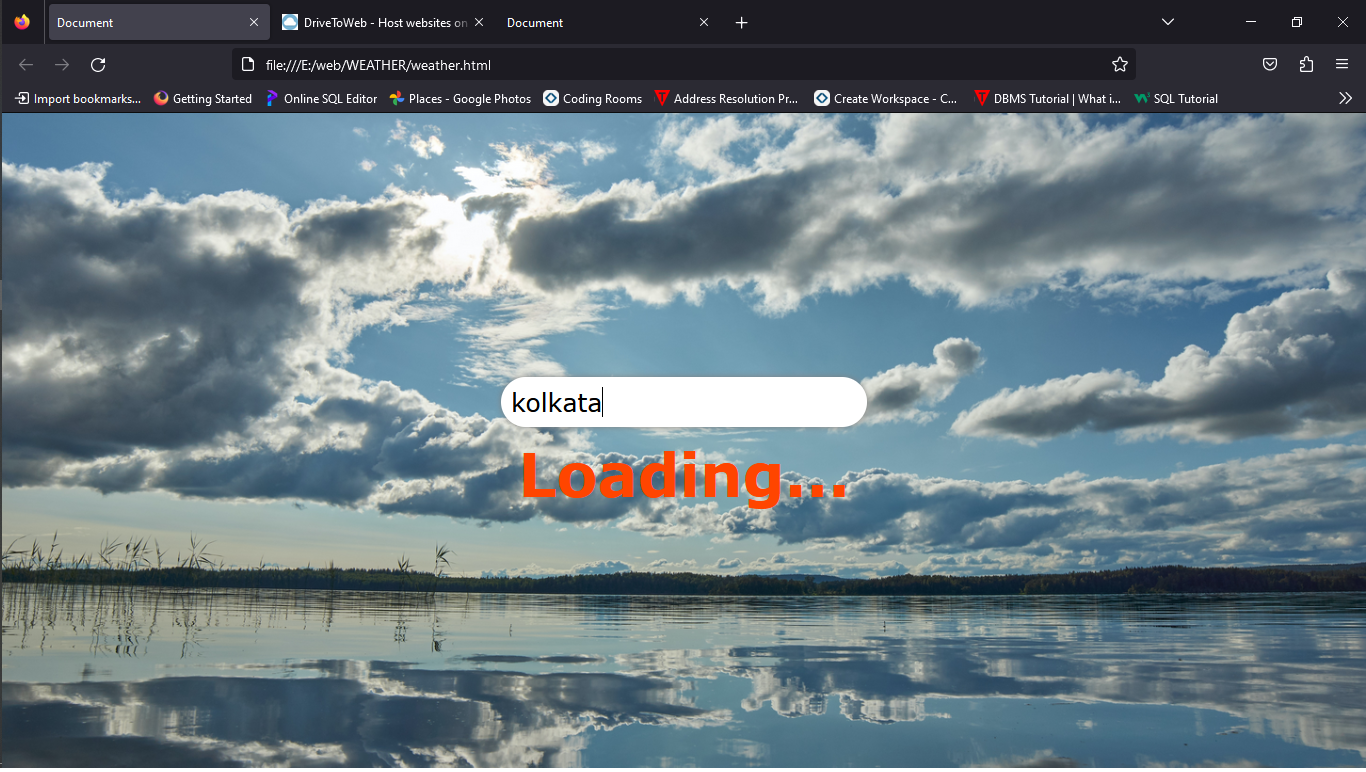 Document
DriveToWeb - Host websites on
Document
file:///E:/web/WEATHER/weather.html
Import bookmarks...
Getting Started
Online SQL Editor
Places - Google Photos
Coding Rooms
Address Resolution Pr...
Create Workspace - C...
DBMS Tutorial | What i...
SQL Tutorial
kolkata
Loading...